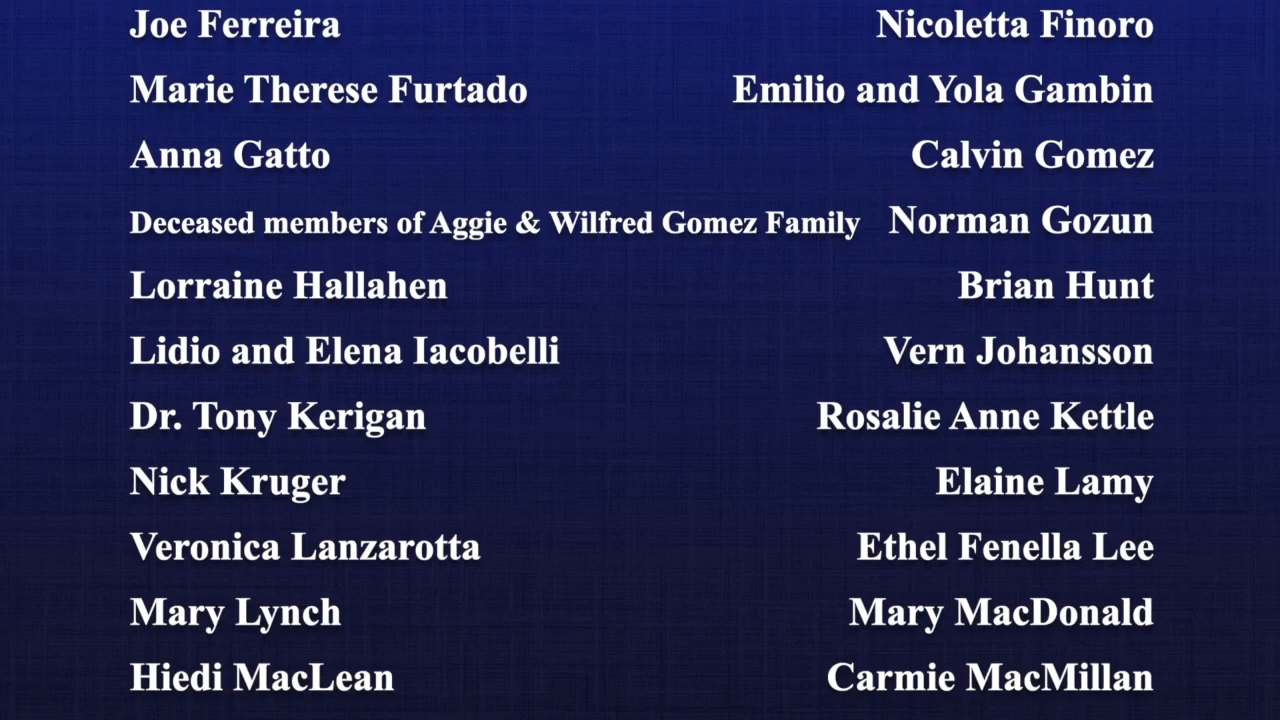 Joe Ferreira Nicoletta Finoro
Marie Therese Furtado Emilio and Yola Gambin
Anna Gatto Calvin Gomez
Deceased members of Aggie & Wilfred Gomez Family Norman Gozun
Lorraine Hallahen Brian Hunt
Lidio and Elena Iacobelli Vern Johansson
Dr. Tony Kerigan Rosalie Anne Kettle
Nick Kruger Elaine Lamy
Veronica Lanzarotta Ethel Fenella Lee
Mary Lynch Mary MacDonald
Hiedi MacLean Carmie MacMillan